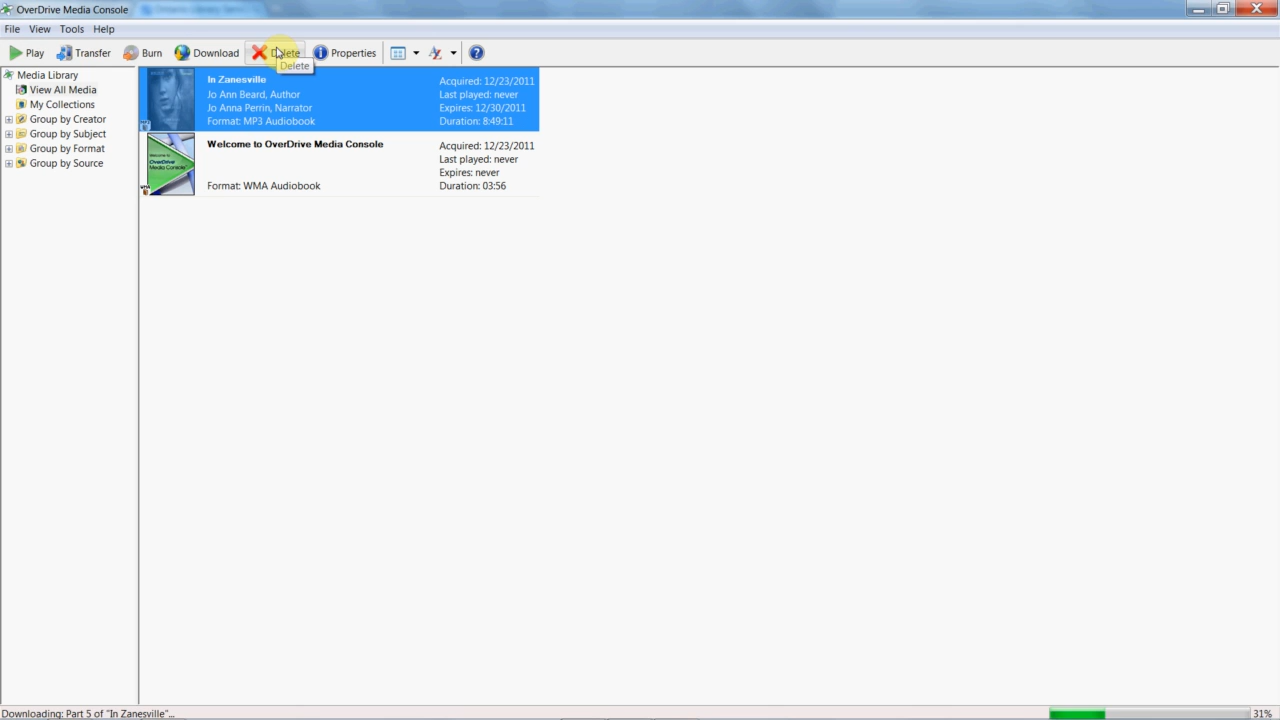 OverDrive Media Console
File View Tools Help
Play Transfer Burn Download Delete Properties
Delete
Media Library
View All Media
My Collections
Group by Creator
Group by Subject
Group by Format
Group by Source
In Zanesville
Jo Ann Beard, Author
Jo Anna Perrin, Narrator
Format: MP3 Audiobook
Acquired: 12/23/2011
Last played: never
Expires: 12/30/2011
Duration: 8:49:11
Welcome to OverDrive Media Console
Format: WMA Audiobook
Acquired: 12/23/2011
Last played: never
Expires: never
Duration: 03:56
Downloading: Part 5 of "In Zanesville"... 31%